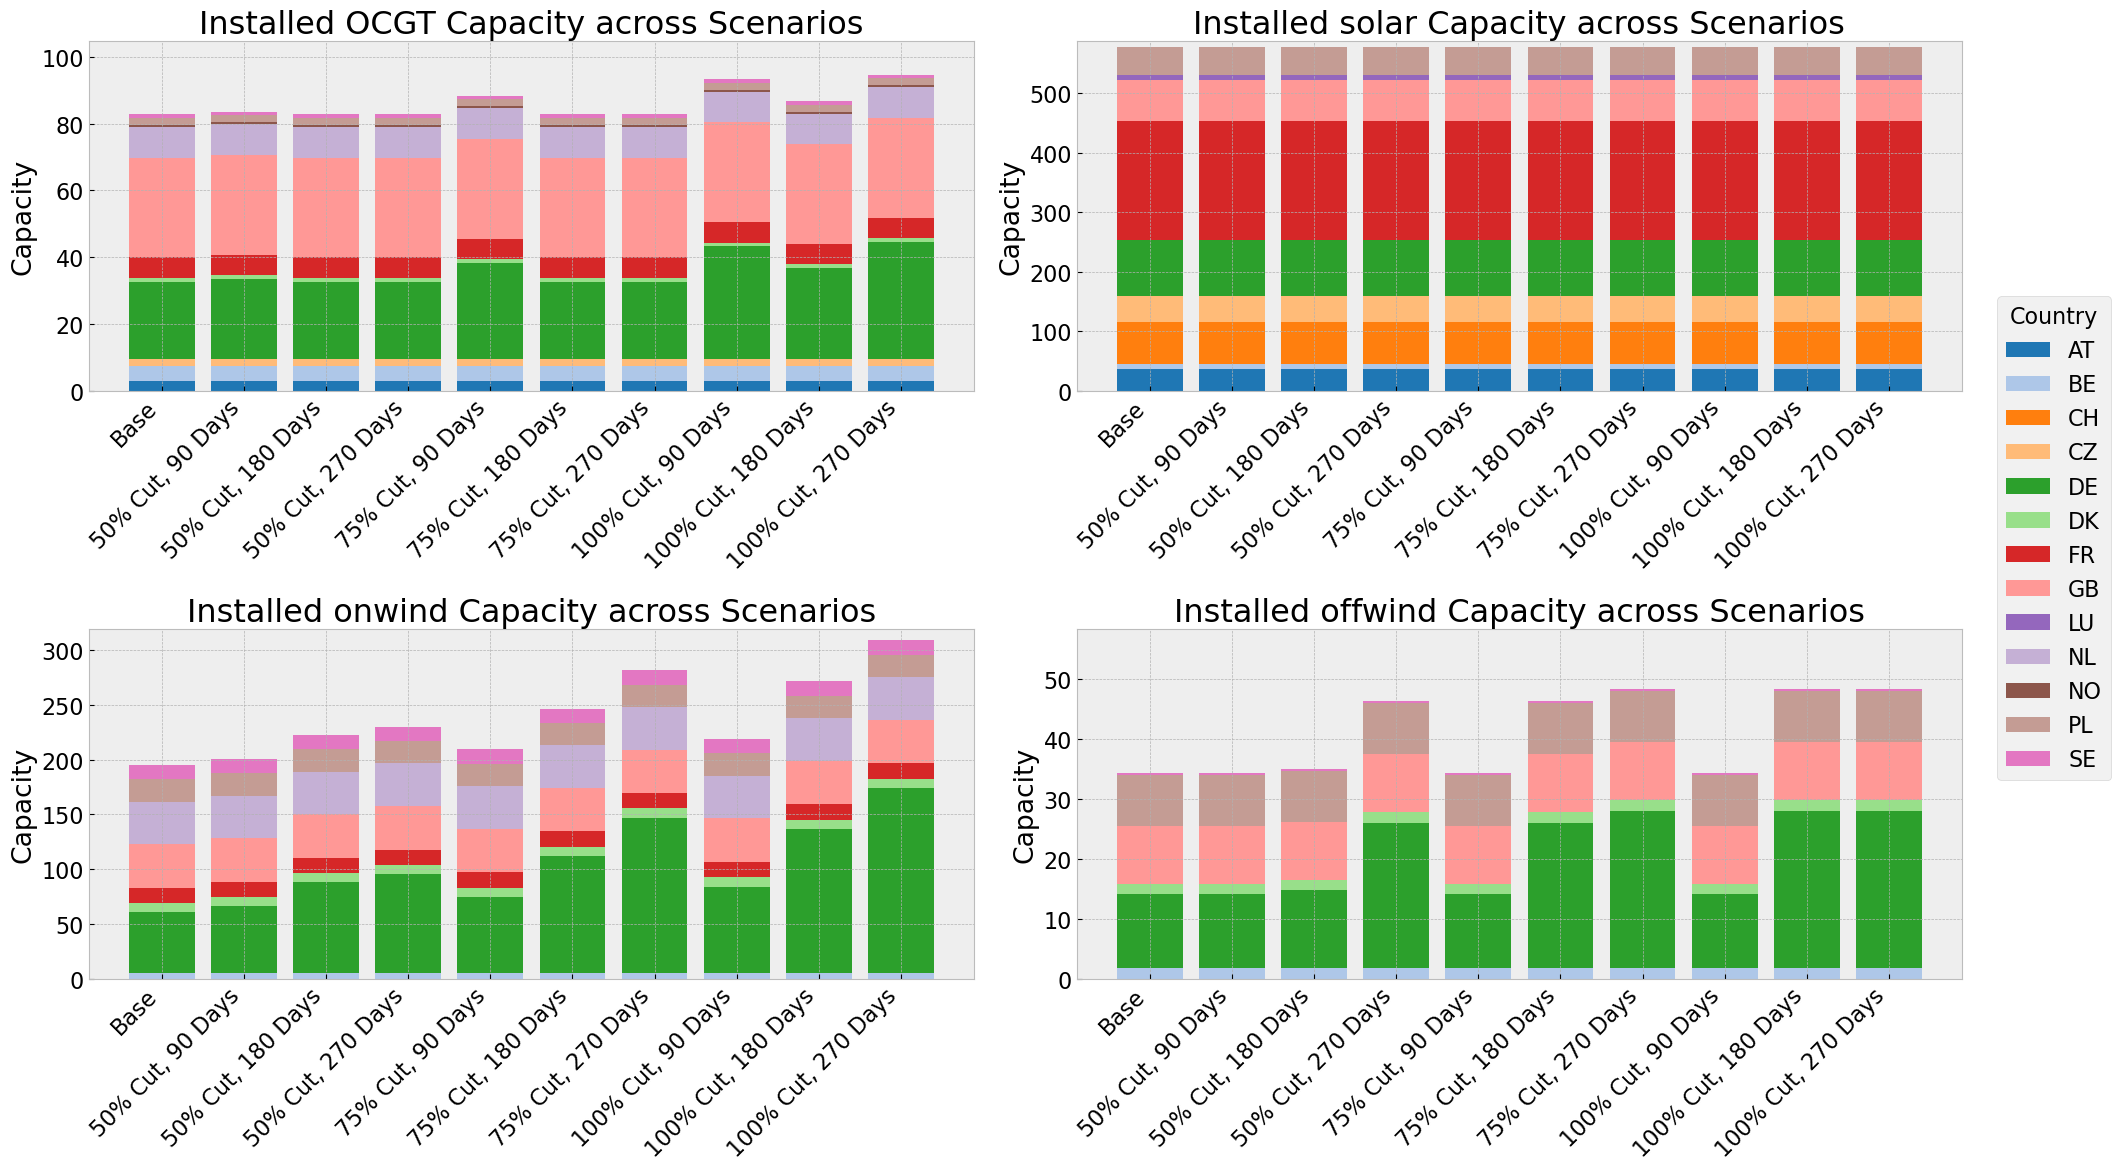 Installed OCGT Capacity across Scenarios
Capacity
100
80
60
40
20
0
Base
50% Cut, 90 Days
50% Cut, 180 Days
50% Cut, 270 Days
75% Cut, 90 Days
75% Cut, 180 Days
75% Cut, 270 Days
100% Cut, 90 Days
100% Cut, 180 Days
100% Cut, 270 Days
Installed solar Capacity across Scenarios
Capacity
500
400
300
200
100
0
Base
50% Cut, 90 Days
50% Cut, 180 Days
50% Cut, 270 Days
75% Cut, 90 Days
75% Cut, 180 Days
75% Cut, 270 Days
100% Cut, 90 Days
100% Cut, 180 Days
100% Cut, 270 Days
Country
AT
BE
CH
CZ
DE
DK
FR
GB
LU
NL
NO
PL
SE
Installed onwind Capacity across Scenarios
Capacity
300
250
200
150
100
50
0
Base
50% Cut, 90 Days
50% Cut, 180 Days
50% Cut, 270 Days
75% Cut, 90 Days
75% Cut, 180 Days
75% Cut, 270 Days
100% Cut, 90 Days
100% Cut, 180 Days
100% Cut, 270 Days
Installed offwind Capacity across Scenarios
Capacity
50
40
30
20
10
0
Base
50% Cut, 90 Days
50% Cut, 180 Days
50% Cut, 270 Days
75% Cut, 90 Days
75% Cut, 180 Days
75% Cut, 270 Days
100% Cut, 90 Days
100% Cut, 180 Days
100% Cut, 270 Days